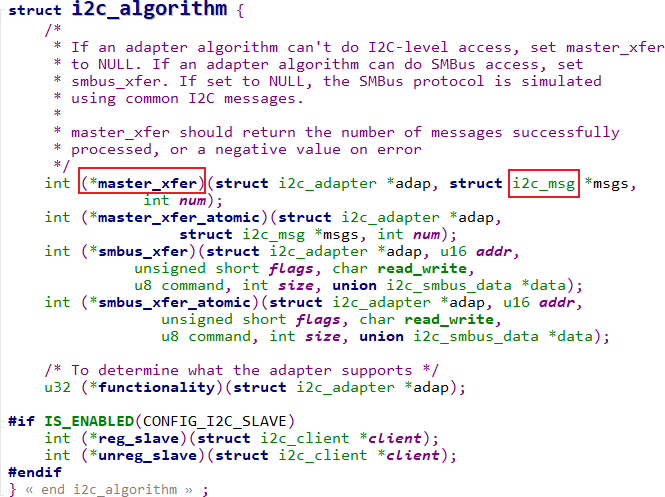 struct i2c_algorithm {
/*
* If an adapter algorithm can't do I2C-level access, set master_xfer
* to NULL. If an adapter algorithm can do SMBus access, set
* smbus_xfer. If set to NULL, the SMBus protocol is simulated
* using common I2C messages.
*
* master_xfer should return the number of messages successfully
* processed, or a negative value on error
*/
int (*master_xfer)(struct i2c_adapter *adap, struct i2c_msg *msgs,
int num);
int (*master_xfer_atomic)(struct i2c_adapter *adap,
struct i2c_msg *msgs, int num);
int (*smbus_xfer)(struct i2c_adapter *adap, u16 addr,
unsigned short flags, char read_write,
u8 command, int size, union i2c_smbus_data *data);
int (*smbus_xfer_atomic)(struct i2c_adapter *adap, u16 addr,
unsigned short flags, char read_write,
u8 command, int size, union i2c_smbus_data *data);
/* To determine what the adapter supports */
u32 (*functionality)(struct i2c_adapter *adap);
#if IS_ENABLED(CONFIG_I2C_SLAVE)
int (*reg_slave)(struct i2c_client *client);
int (*unreg_slave)(struct i2c_client *client);
#endif
} « end i2c_algorithm » ;